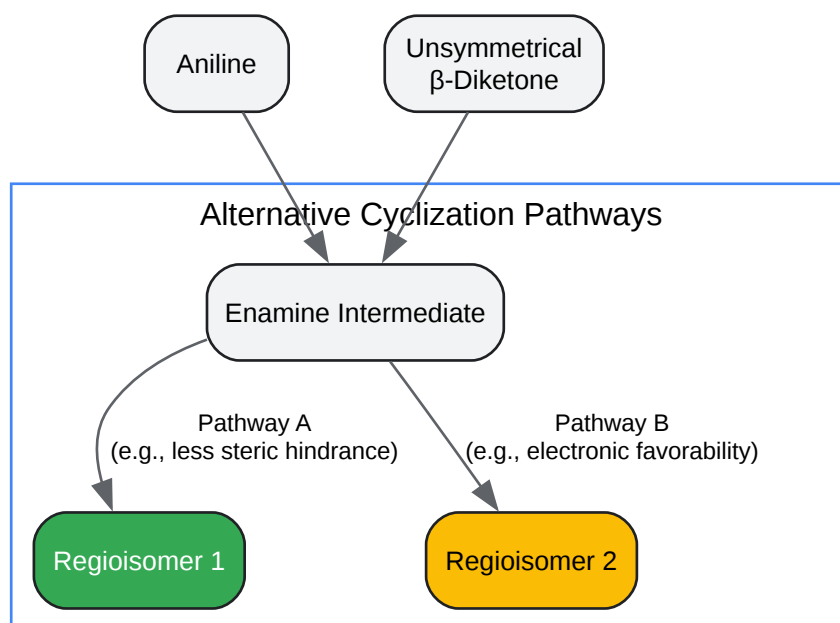 Aniline
Unsymmetrical
β-Diketone
Alternative Cyclization Pathways
Enamine Intermediate
Pathway A
(e.g., less steric hindrance)
Pathway B
(e.g., electronic favorability)
Regioisomer 1
Regioisomer 2